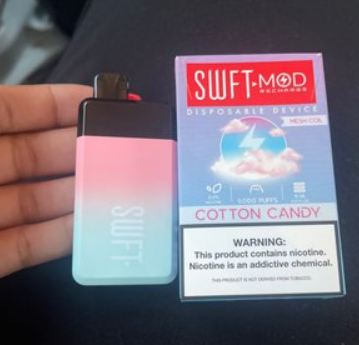 SWFT
SWFT MOD
RECHARGE
DISPOSABLE DEVICE
MESH COIL
5000 PUFFS
COTTON CANDY
WARNING:
This product contains nicotine.
Nicotine is an addictive chemical.
THIS PRODUCT IS NOT DERIVED FROM TOBACCO.